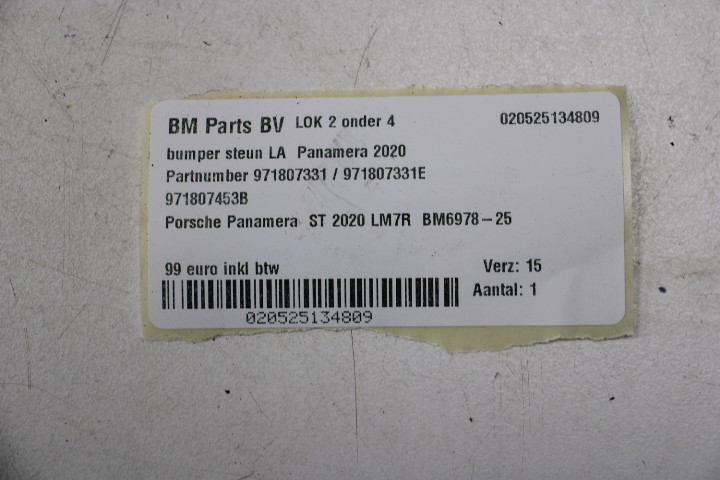 BM Parts BV LOK 2 onder 4 020525134809
bumper steun LA Panamera 2020
Partnumber 971807331 / 971807331E
971807453B
Porsche Panamera ST 2020 LM7R BM6978-25
99 euro inkl btw Verz: 15
Aantal: 1
020525134809